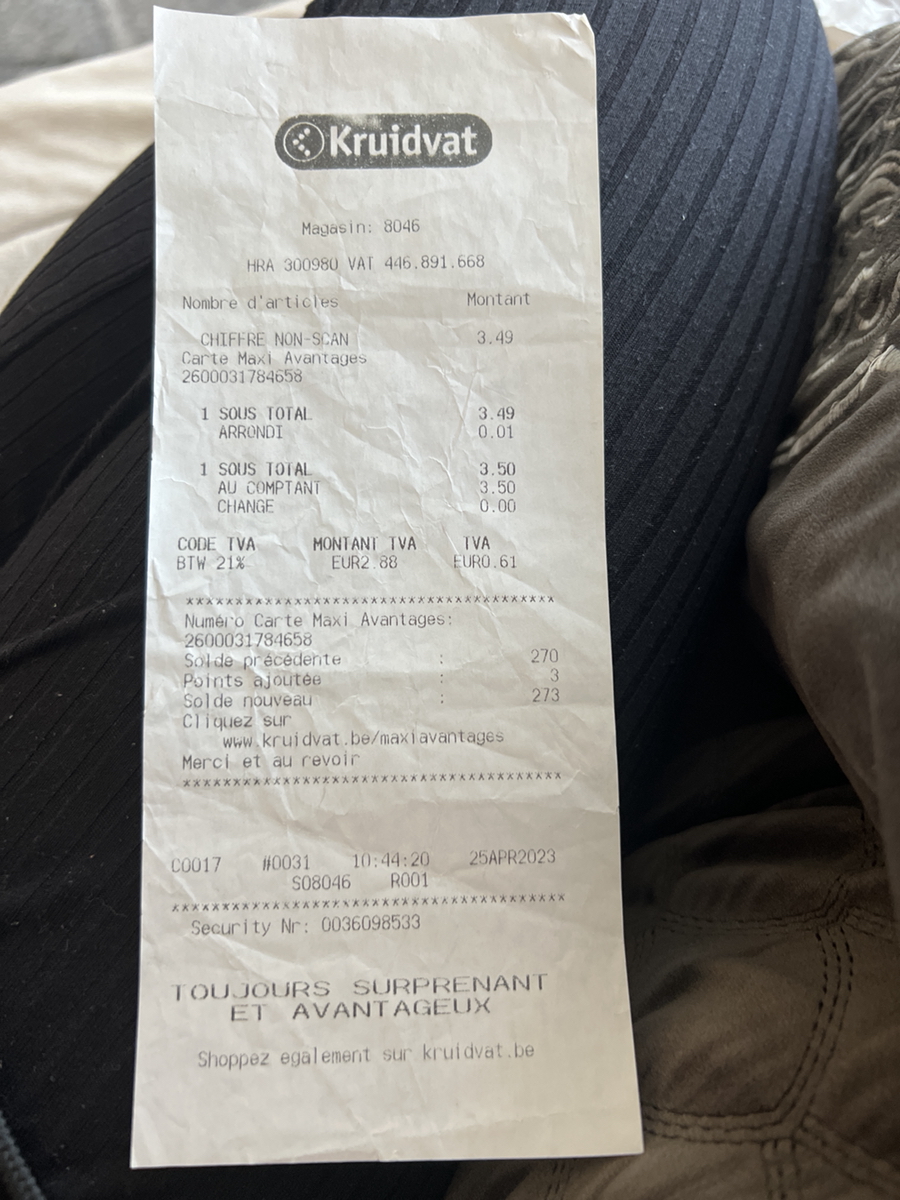 Kruidvat
Magasin: 8046
HRA 300980 VAT 446.891.668
Nombre d'articles Montant
CHIFFRE NON-SCAN 3.49
Carte Maxi Avantages
2600031784658
1 SOUS TOTAL 3.49
ARRONDI 0.01
1 SOUS TOTAL 3.50
AU COMPTANT 3.50
CHANGE 0.00
CODE TVA MONTANT TVA TVA
BTW 21% EUR2.88 EUR0.61
****************************************
Numéro Carte Maxi Avantages:
2600031784658
Solde précédente : 270
Points ajoutée : 3
Solde nouveau : 273
Cliquez sur
www.kruidvat.be/maxiavantages
Merci et au revoir
****************************************
C0017 #0031 10:44:20 25APR2023
S08046 R001
****************************************
Security Nr: 0036098533
TOUJOURS SURPRENANT
ET AVANTAGEUX
Shoppez egalement sur kruidvat.be